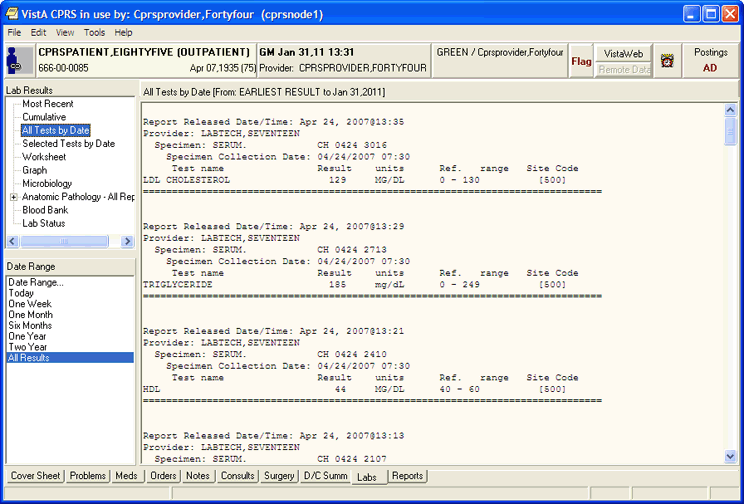 VistA CPRS in use by: Cprsprovider,Fortyfour (cprsnode1)
File Edit View Tools Help
CPRSPATIENT,EIGHTYFIVE (OUTPATIENT)
666-00-0085 Apr 07,1935 (75)
GM Jan 31,11 13:31
Provider: CPRSPROVIDER,FORTYFOUR
GREEN / Cprsprovider,Fortyfour
Flag
VistaWeb
Remote Data
Postings
AD
Lab Results
Most Recent
Cumulative
All Tests by Date
Selected Tests by Date
Worksheet
Graph
Microbiology
Anatomic Pathology - All Rep
Blood Bank
Lab Status
Date Range
Date Range...
Today
One Week
One Month
Six Months
One Year
Two Year
All Results
All Tests by Date [From: EARLIEST RESULT to Jan 31,2011]
Report Released Date/Time: Apr 24, 2007@13:35
Provider: LABTECH,SEVENTEEN
Specimen: SERUM. CH 0424 3016
Specimen Collection Date: 04/24/2007 07:30
Test name Result units Ref. range Site Code
LDL CHOLESTEROL 129 MG/DL 0 - 130 [500]
===============================================================================
Report Released Date/Time: Apr 24, 2007@13:29
Provider: LABTECH,SEVENTEEN
Specimen: SERUM. CH 0424 2713
Specimen Collection Date: 04/24/2007 07:30
Test name Result units Ref. range Site Code
TRIGLYCERIDE 185 mg/dL 0 - 249 [500]
===============================================================================
Report Released Date/Time: Apr 24, 2007@13:21
Provider: LABTECH,SEVENTEEN
Specimen: SERUM. CH 0424 2410
Specimen Collection Date: 04/24/2007 07:30
Test name Result units Ref. range Site Code
HDL 44 MG/DL 40 - 60 [500]
===============================================================================
Report Released Date/Time: Apr 24, 2007@13:13
Provider: LABTECH,SEVENTEEN
Specimen: SERUM. CH 0424 2107
Cover Sheet Problems Meds Orders Notes Consults Surgery D/C Summ Labs Reports